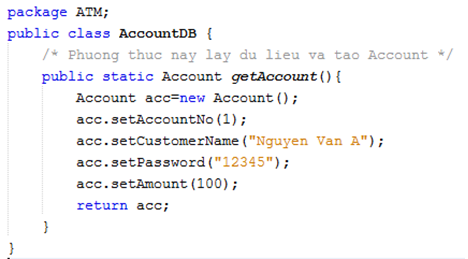 package ATM;
public class AccountDB {
/* Phuong thuc nay lay du lieu va tao Account */
public static Account getAccount(){
Account acc=new Account();
acc.setAccountNo(1);
acc.setCustomerName("Nguyen Van A");
acc.setPassword("12345");
acc.setAmount(100);
return acc;
}
}